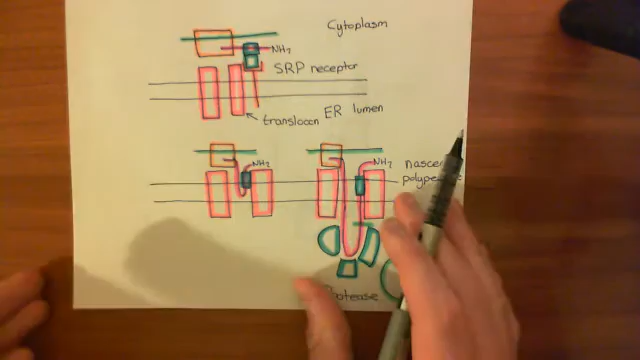 Cytoplasm
NH2
SRP receptor
ER lumen
translocon
NH2
NH2